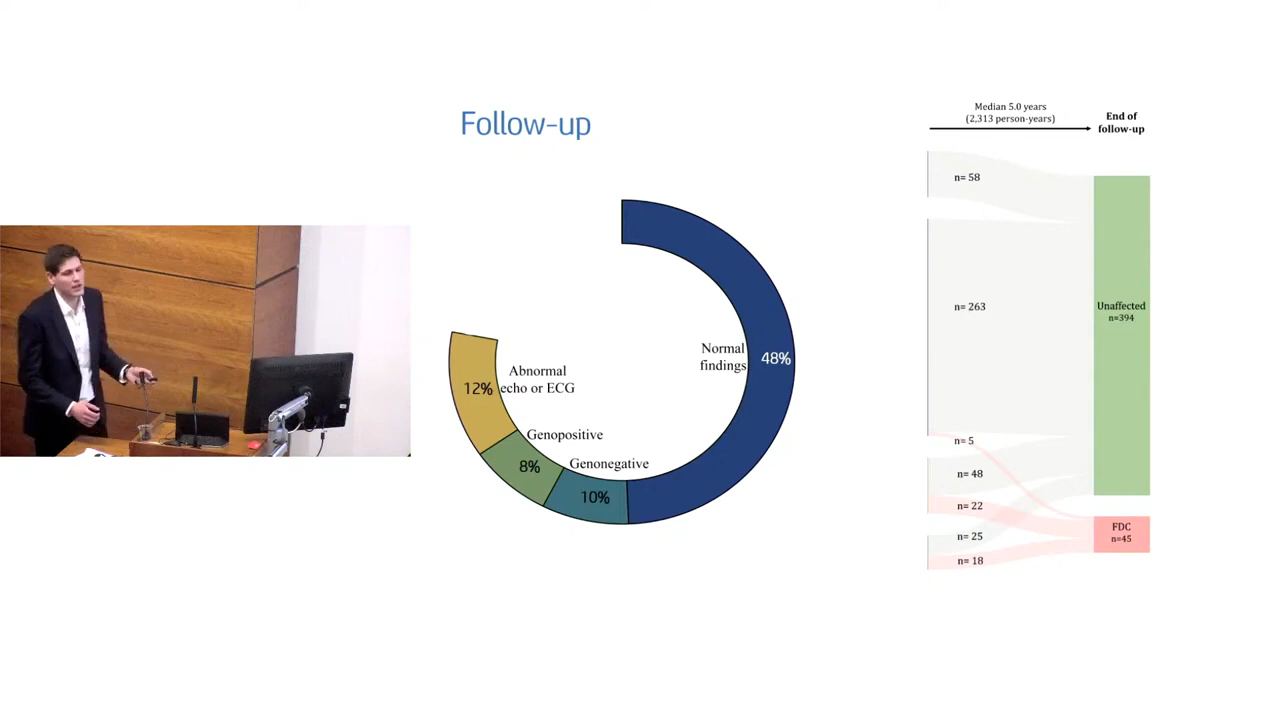 Follow-up
Normal
findings
48%
Abnormal
echo or ECG
12%
Genopositive
8%
Genonegative
10%
Median 5.0 years
(2,313 person-years)
End of
follow-up
n= 58
n= 263
n= 5
n= 48
n= 22
n= 25
n= 18
Unaffected
n=394
FDC
n=45